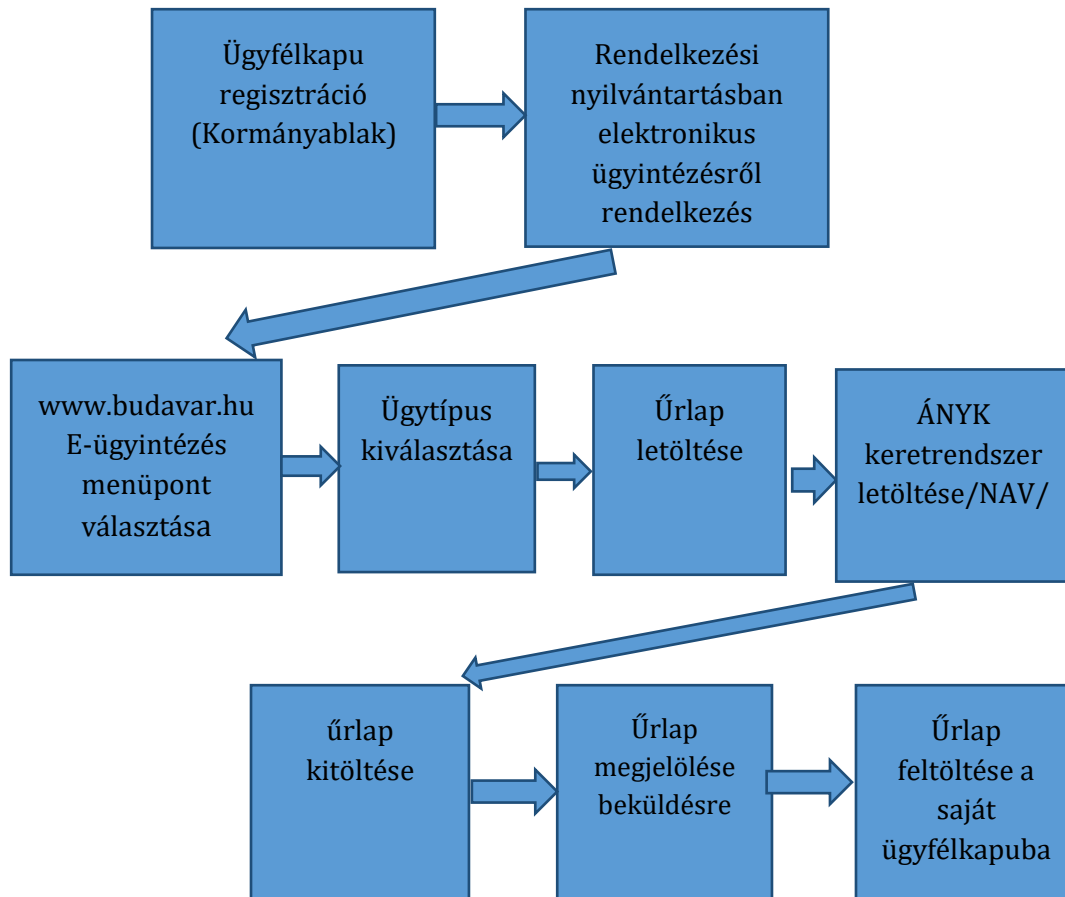 Ügyfélkapu
regisztráció
(Kormányablak)
Rendelkezési
nyilvántartásban
elektronikus
ügyintézésről
rendelkezés
www.budavar.hu
E-ügyintézés
menüpont
választása
Ügytípus
kiválasztása
Űrlap
letöltése
ÁNYK
keretrendszer
letöltése/NAV/
űrlap
kitöltése
Űrlap
megjelölése
beküldésre
Űrlap
feltöltése a
saját
ügyfélkapuba